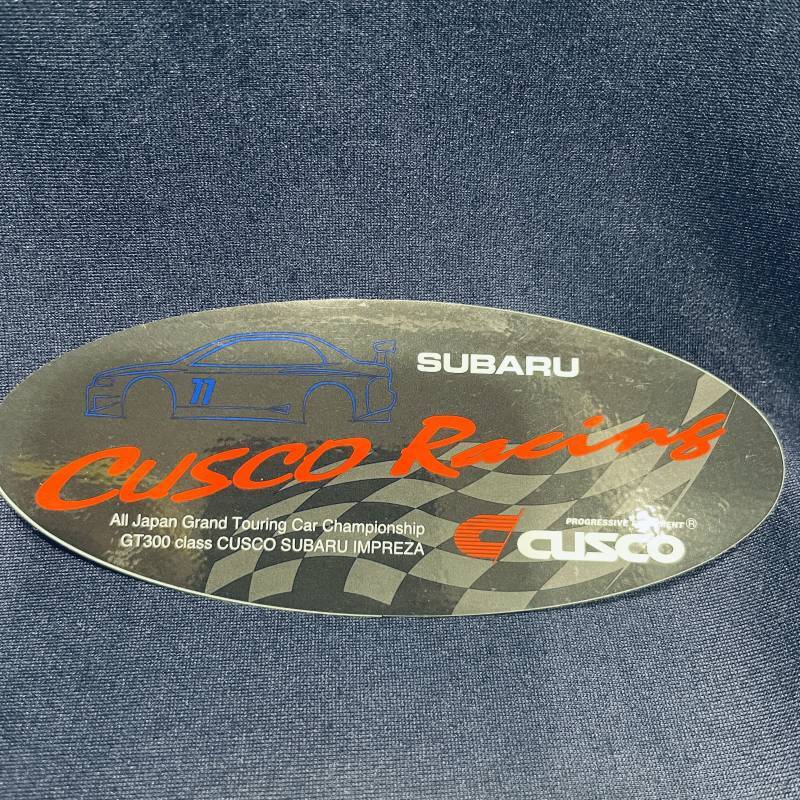 SUBARU
11
CUSCO Racing
All Japan Grand Touring Car Championship
GT300 class CUSCO SUBARU IMPREZA
PROGRESSIVE ®
CUSCO